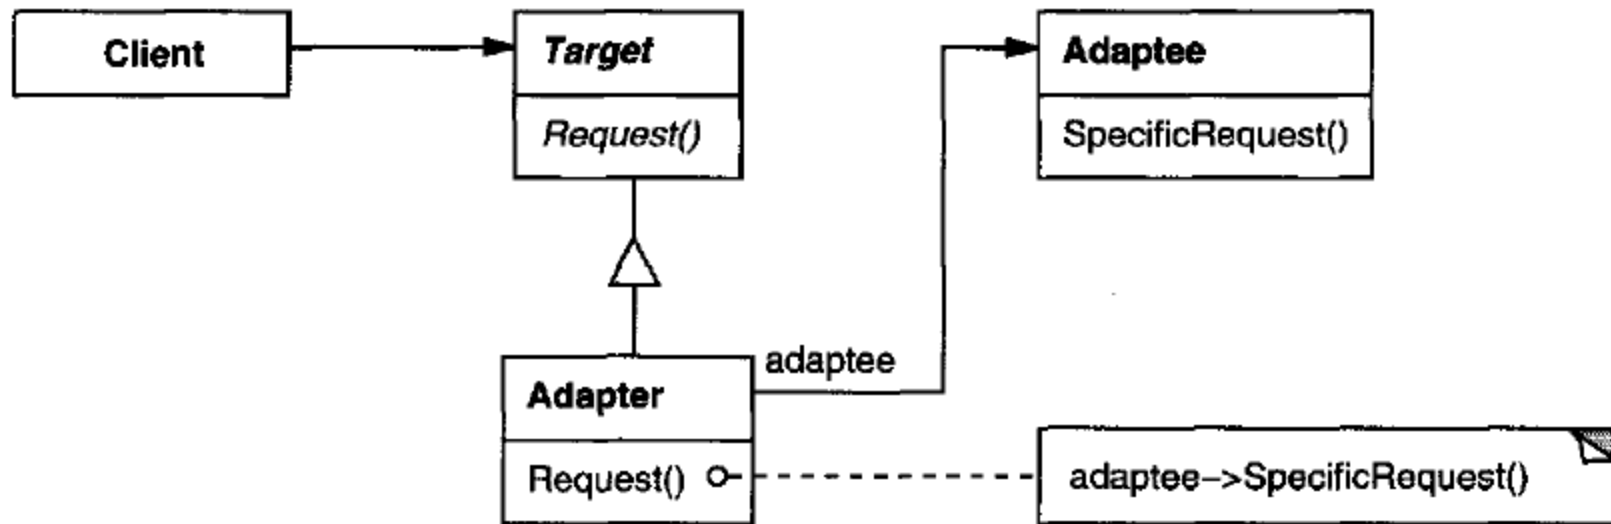 Client
Target
Request()
Adaptee
SpecificRequest()
adaptee
Adapter
Request()
adaptee->SpecificRequest()